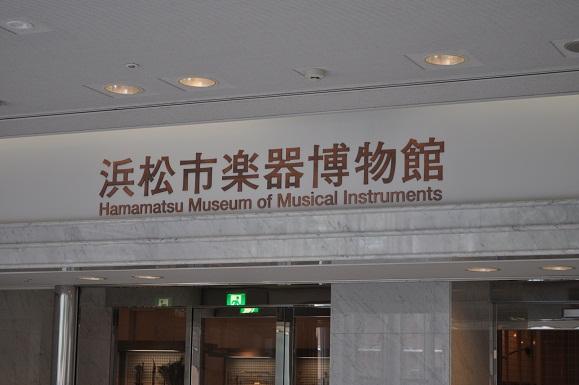 浜松市楽器博物館
Hamamatsu Museum of Musical Instruments